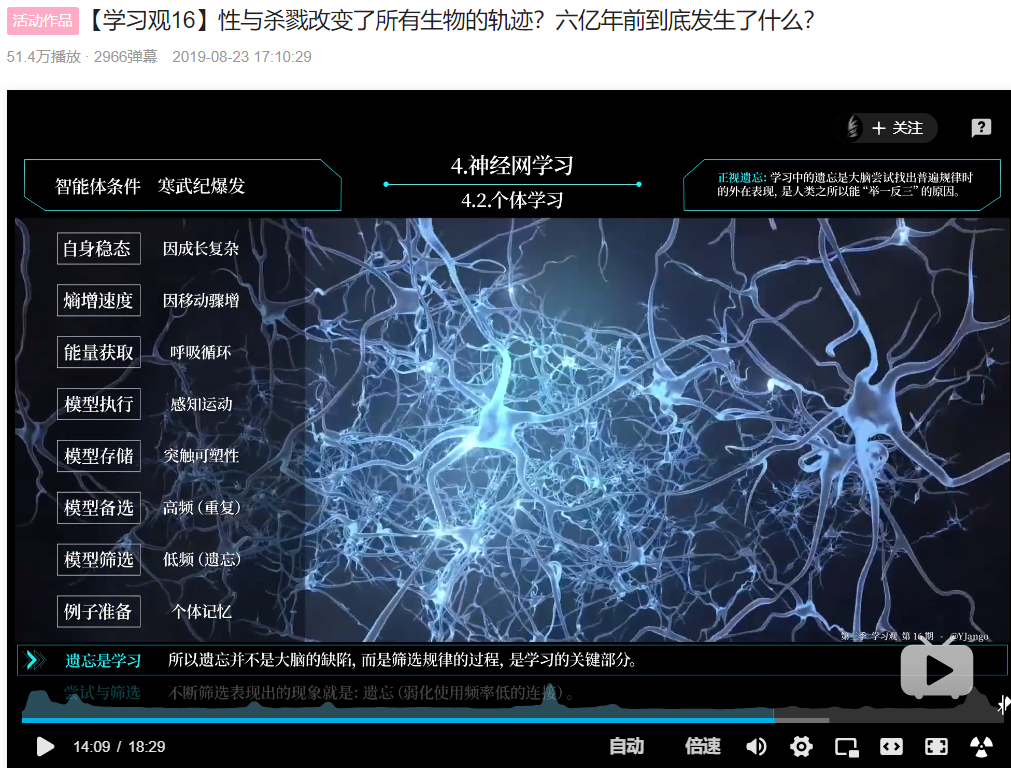 活动作品
【学习观16】性与杀戮改变了所有生物的轨迹？六亿年前到底发生了什么？
51.4万播放 · 2966弹幕 2019-08-23 17:10:29
+ 关注
?
智能体条件 寒武纪爆发
4.神经网学习
4.2.个体学习
正视遗忘: 学习中的遗忘是大脑尝试找出普遍规律时
的外在表现, 是人类之所以能“举一反三”的原因。
自身稳态 因成长复杂
熵增速度 因移动骤增
能量获取 呼吸循环
模型执行 感知运动
模型存储 突触可塑性
模型备选 高频（重复）
模型筛选 低频（遗忘）
例子准备 个体记忆
第二季 学习观 第16期 - @YJango
遗忘是学习 所以遗忘并不是大脑的缺陷, 而是筛选规律的过程, 是学习的关键部分。
尝试与筛选 不断筛选表现出的现象就是: 遗忘（弱化使用频率低的连接）。
14:09 / 18:29
自动 倍速